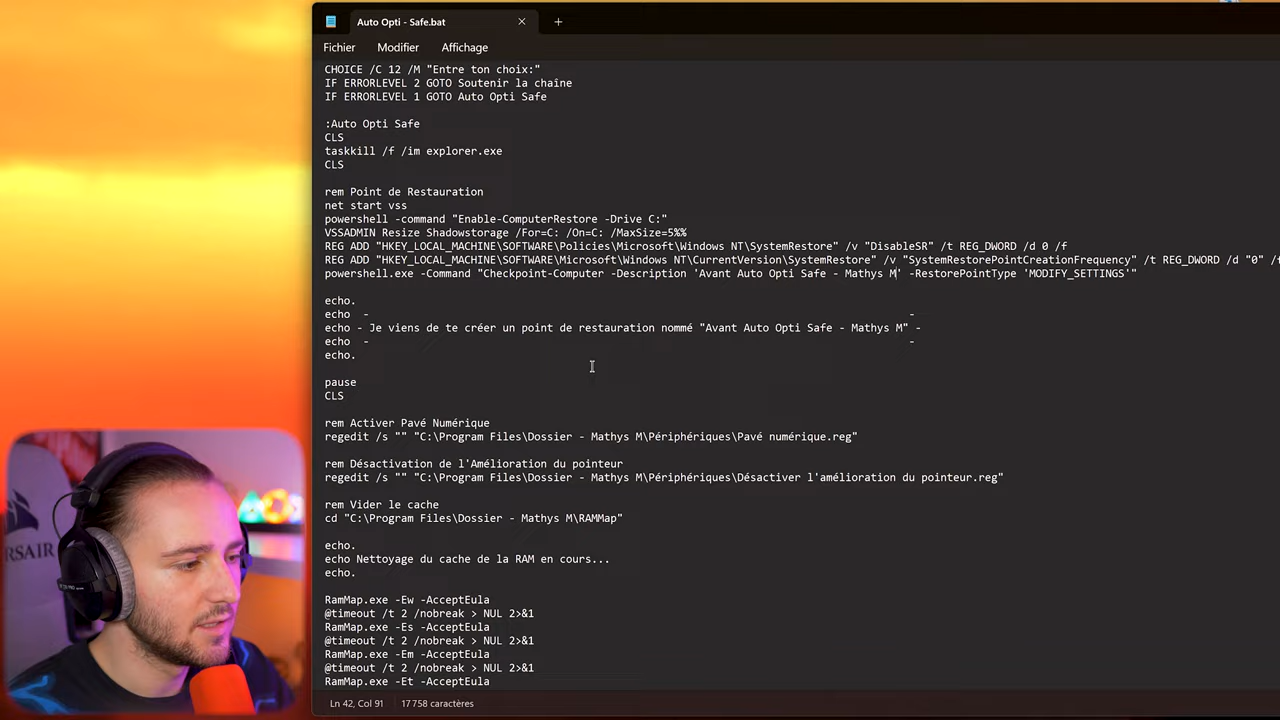 Auto Opti - Safe.bat
Fichier Modifier Affichage
CHOICE /C 12 /M "Entre ton choix:"
IF ERRORLEVEL 2 GOTO Soutenir la chaîne
IF ERRORLEVEL 1 GOTO Auto Opti Safe
:Auto Opti Safe
CLS
taskkill /f /im explorer.exe
CLS
rem Point de Restauration
net start vss
powershell -command "Enable-ComputerRestore -Drive C:"
VSSADMIN Resize Shadowstorage /For=C: /On=C: /MaxSize=5%%
REG ADD "HKEY_LOCAL_MACHINE\SOFTWARE\Policies\Microsoft\Windows NT\SystemRestore" /v "DisableSR" /t REG_DWORD /d 0 /f
REG ADD "HKEY_LOCAL_MACHINE\SOFTWARE\Microsoft\Windows NT\CurrentVersion\SystemRestore" /v "SystemRestorePointCreationFrequency" /t REG_DWORD /d "0" /f
powershell.exe -Command "Checkpoint-Computer -Description 'Avant Auto Opti Safe - Mathys M' -RestorePointType 'MODIFY_SETTINGS'"
echo.
echo  -                                                                                      -
echo - Je viens de te créer un point de restauration nommé "Avant Auto Opti Safe - Mathys M" -
echo  -                                                                                      -
echo.
pause
CLS
rem Activer Pavé Numérique
regedit /s "" "C:\Program Files\Dossier - Mathys M\Périphériques\Pavé numérique.reg"
rem Désactivation de l'Amélioration du pointeur
regedit /s "" "C:\Program Files\Dossier - Mathys M\Périphériques\Désactiver l'amélioration du pointeur.reg"
rem Vider le cache
cd "C:\Program Files\Dossier - Mathys M\RAMMap"
echo.
echo Nettoyage du cache de la RAM en cours...
echo.
RamMap.exe -Ew -AcceptEula
@timeout /t 2 /nobreak > NUL 2>&1
RamMap.exe -Es -AcceptEula
@timeout /t 2 /nobreak > NUL 2>&1
RamMap.exe -Em -AcceptEula
@timeout /t 2 /nobreak > NUL 2>&1
RamMap.exe -Et -AcceptEula
Ln 42, Col 91 17 758 caractères
RSAIR